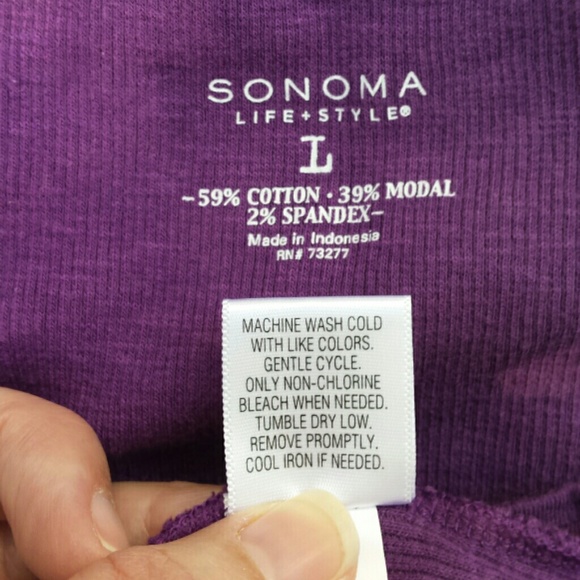 SONOMA
LIFE+STYLE®
L
-59% COTTON · 39% MODAL
2% SPANDEX-
Made in Indonesia
RN# 73277
MACHINE WASH COLD
WITH LIKE COLORS.
GENTLE CYCLE.
ONLY NON-CHLORINE
BLEACH WHEN NEEDED.
TUMBLE DRY LOW.
REMOVE PROMPTLY.
COOL IRON IF NEEDED.